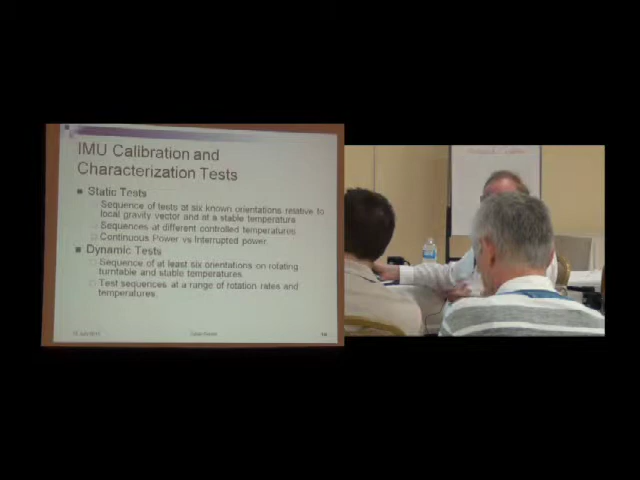 IMU Calibration and
Characterization Tests
Static Tests
Sequence of tests at six known orientations relative to
local gravity vector and at a stable temperature
Sequences at different controlled temperatures
Continuous Power vs Interrupted power
Dynamic Tests
Sequence of at least six orientations on rotating
turntable and stable temperatures
Test sequences at a range of rotation rates and
temperatures